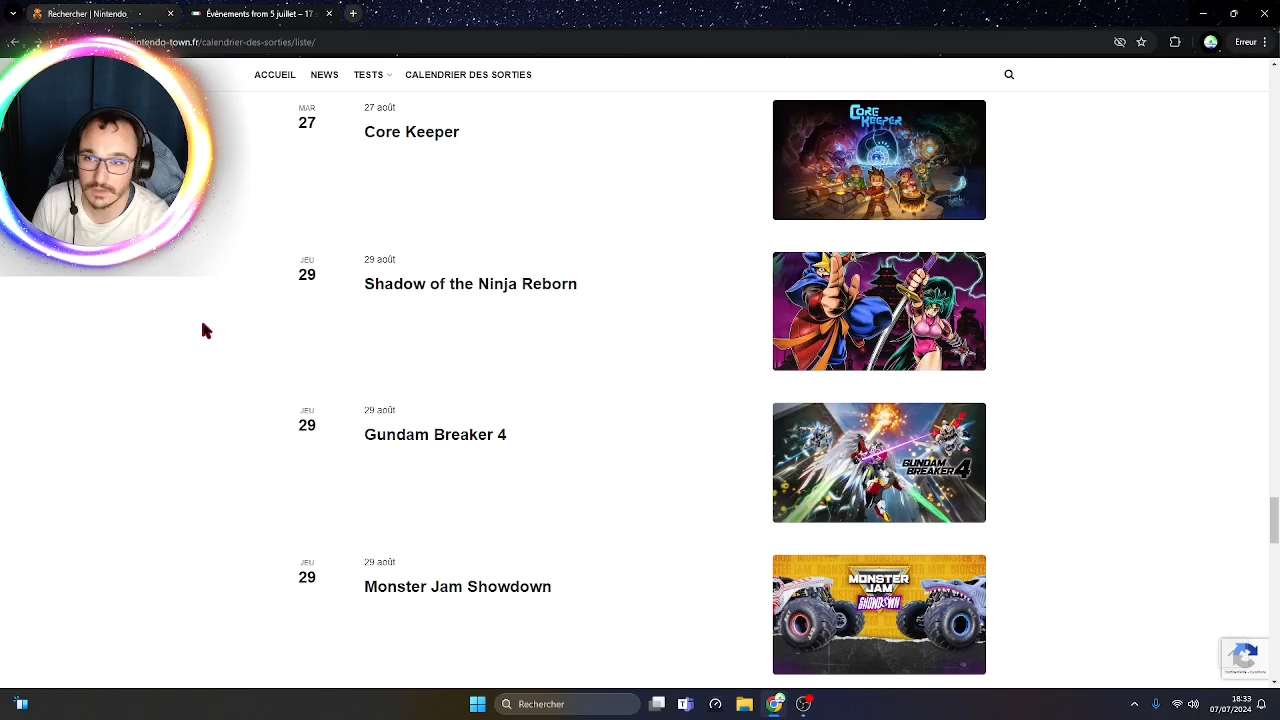 Rechercher | Nintendo
Évènements from 5 juillet – 17
nintendo-town.fr/calendrier-des-sorties/liste/
Erreur
ACCUEIL
NEWS
TESTS
CALENDRIER DES SORTIES
MAR
27
27 août
Core Keeper
CORE KEEPER
JEU
29
29 août
Shadow of the Ninja Reborn
JEU
29
29 août
Gundam Breaker 4
GUNDAM
BREAKER 4
JEU
29
29 août
Monster Jam Showdown
MONSTER
JAM
SHOWDOWN
Rechercher
18:33
07/07/2024